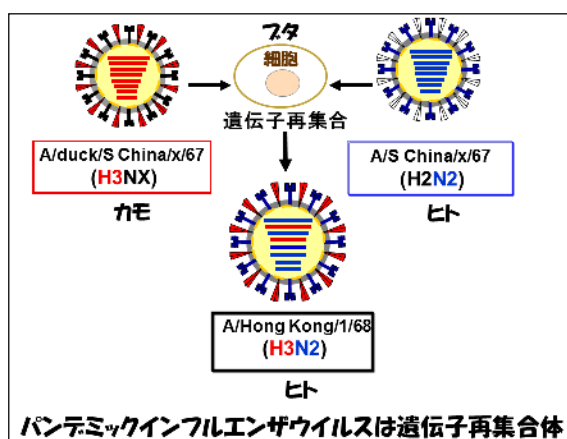 ブタ
細胞
遺伝子再集合
A/duck/S China/x/67
(H3NX)
カモ
A/S China/x/67
(H2N2)
ヒト
A/Hong Kong/1/68
(H3N2)
ヒト
パンデミックインフルエンザウイルスは遺伝子再集合体